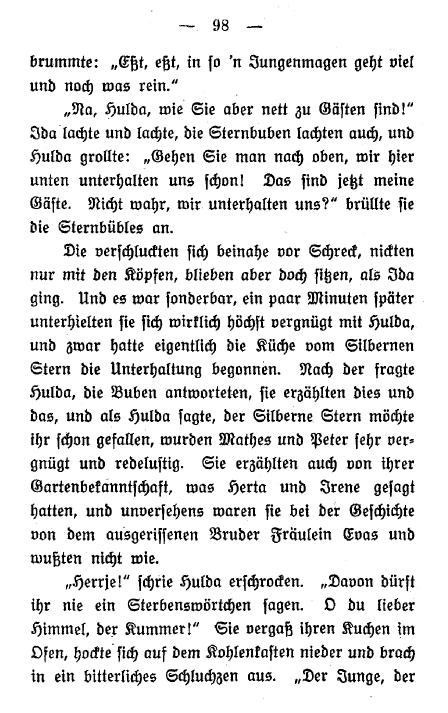 — 98 —
brummte: „Eßt, eßt, in so 'n Jungenmagen geht viel
und noch was rein.“
„Na, Hulda, wie Sie aber nett zu Gästen sind!“
Ida lachte und lachte, die Sternbuben lachten auch, und
Hulda grollte: „Gehen Sie man nach oben, wir hier
unten unterhalten uns schon! Das sind jetzt meine
Gäste. Nicht wahr, wir unterhalten uns?“ brüllte sie
die Sternbübles an.
Die verschluckten sich beinahe vor Schreck, nickten
nur mit den Köpfen, blieben aber doch sitzen, als Ida
ging. Und es war sonderbar, ein paar Minuten später
unterhielten sie sich wirklich höchst vergnügt mit Hulda,
und zwar hatte eigentlich die Küche vom Silbernen
Stern die Unterhaltung begonnen. Nach der fragte
Hulda, die Buben antworteten, sie erzählten dies und
das, und als Hulda sagte, der Silberne Stern möchte
ihr schon gefallen, wurden Mathes und Peter sehr ver-
gnügt und redelustig. Sie erzählten auch von ihrer
Gartenbekanntschaft, was Herta und Irene gesagt
hatten, und unversehens waren sie bei der Geschichte
von dem ausgerissenen Bruder Fräulein Evas und
wußten nicht wie.
„Herrje!“ schrie Hulda erschrocken. „Davon dürft
ihr nie ein Sterbenswörtchen sagen. O du lieber
Himmel, der Kummer!“ Sie vergaß ihren Kuchen im
Ofen, hockte sich auf dem Kohlenkasten nieder und brach
in ein bitterliches Schluchzen aus. „Der Junge, der